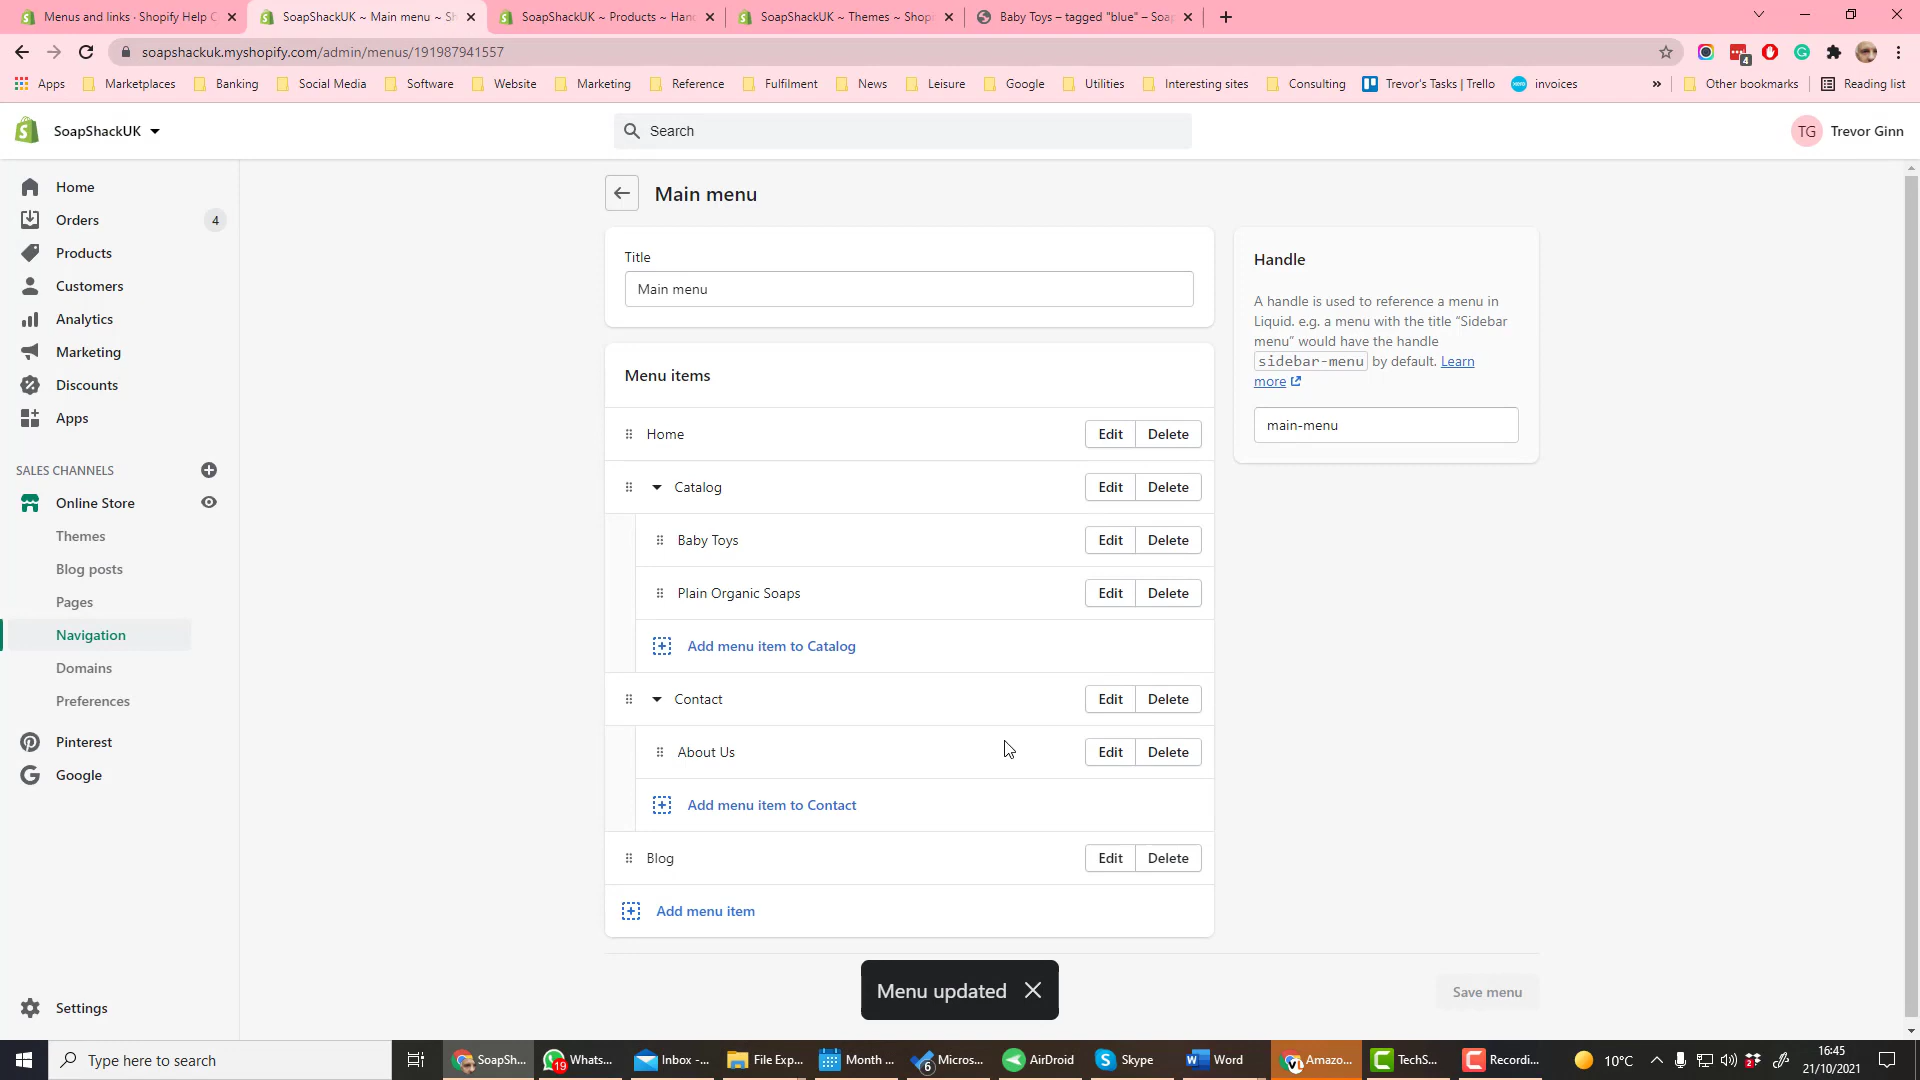 Menus and links · Shopify Help C
SoapShackUK ~ Main menu ~ Sh
SoapShackUK ~ Products ~ Hand
SoapShackUK ~ Themes ~ Shopi
Baby Toys – tagged "blue" – Soap
soapshackuk.myshopify.com/admin/menus/191987941557
4
Apps
Marketplaces
Banking
Social Media
Software
Website
Marketing
Reference
Fulfilment
News
Leisure
Google
Utilities
Interesting sites
Consulting
Trevor's Tasks | Trello
invoices
»
Other bookmarks
Reading list
SoapShackUK
Search
TG
Trevor Ginn
Home
Orders
4
Products
Customers
Analytics
Marketing
Discounts
Apps
SALES CHANNELS
Online Store
Themes
Blog posts
Pages
Navigation
Domains
Preferences
Pinterest
Google
Settings
Main menu
Title
Main menu
Menu items
Home
Edit
Delete
Catalog
Edit
Delete
Baby Toys
Edit
Delete
Plain Organic Soaps
Edit
Delete
Add menu item to Catalog
Contact
Edit
Delete
About Us
Edit
Delete
Add menu item to Contact
Blog
Edit
Delete
Add menu item
Handle
A handle is used to reference a menu in
Liquid. e.g. a menu with the title “Sidebar
menu” would have the handle
sidebar-menu by default. Learn
more
main-menu
Menu updated
Save menu
Type here to search
SoapSh...
19
Whats...
Inbox -...
File Exp...
Month ...
6
Micros...
AirDroid
Skype
Word
Amazo...
TechS...
Recordi...
10°C
16:45
21/10/2021